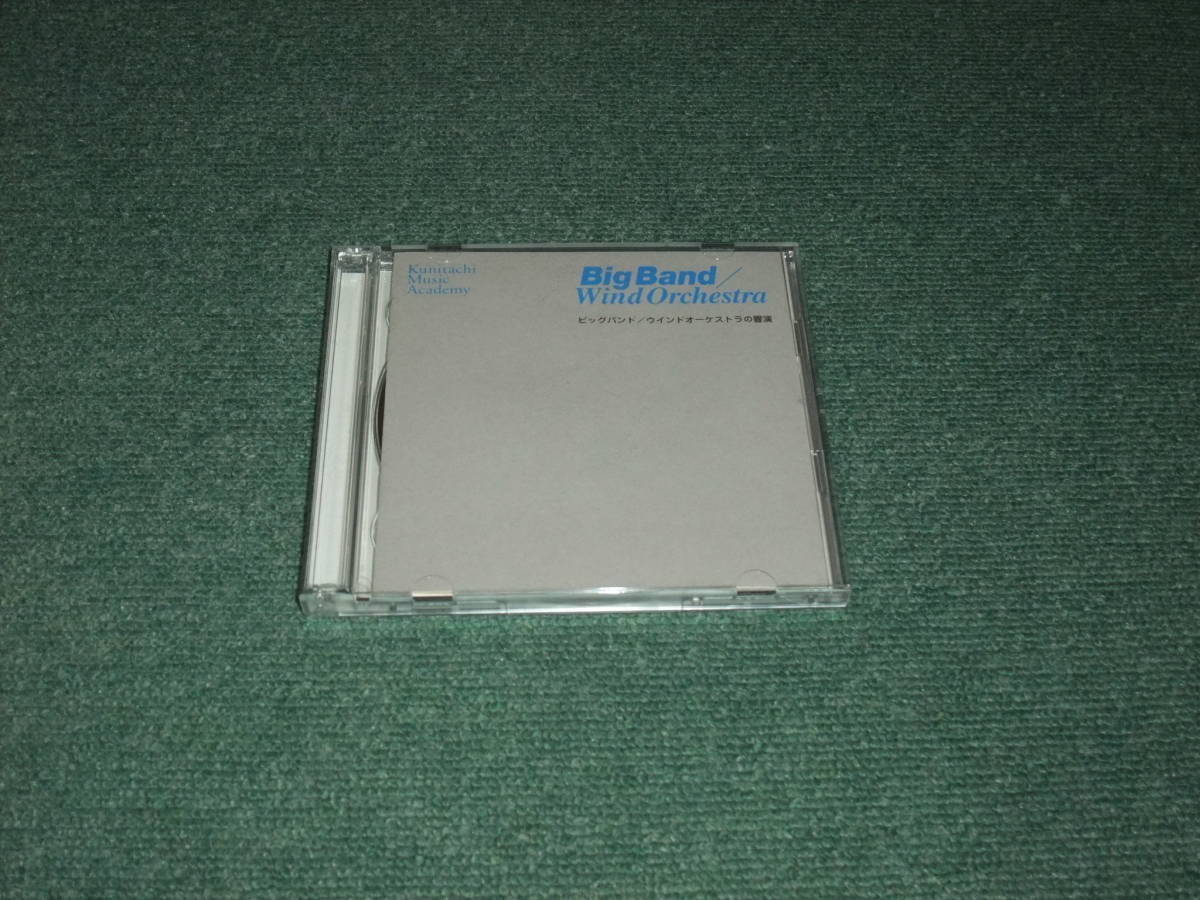 Kunitachi
Music
Academy
Big Band/
Wind Orchestra
ビッグバンド/ウインドオーケストラの響演